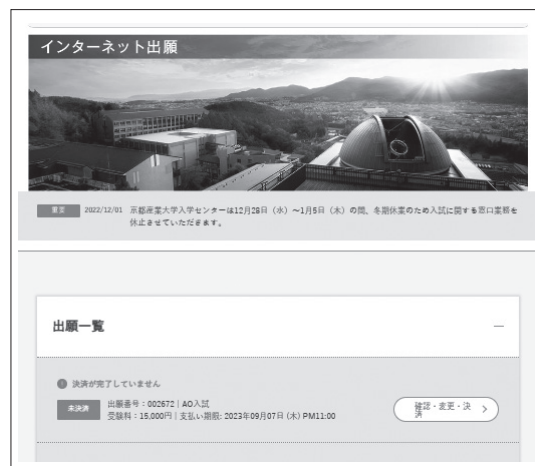 インターネット出願
重要 2022/12/01 京都産業大学入学センターは12月28日（水）～1月5日（木）の間、冬期休業のため入試に関する窓口業務を
休止させていただきます。
出願一覧
決済が完了していません
未決済 出願番号：002672 | AO入試
受験料：15,000円 | 支払い期限: 2023年09月07日 (木) PM11:00
確認・変更・決
済